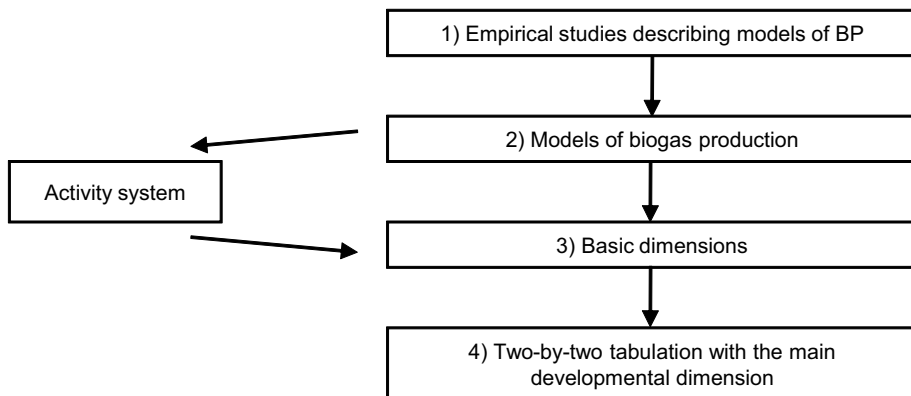 1) Empirical studies describing models of BP
2) Models of biogas production
Activity system
3) Basic dimensions
4) Two-by-two tabulation with the main
developmental dimension